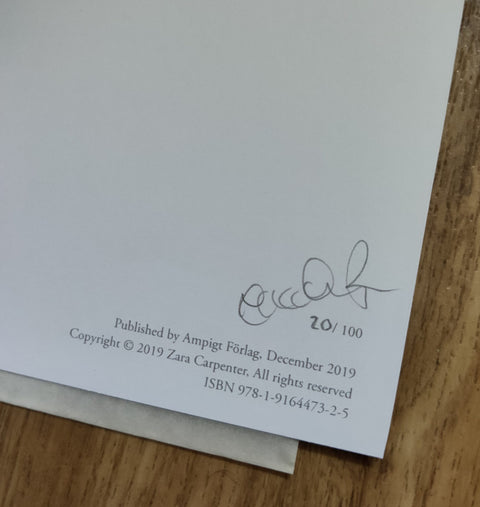 20/ 100
Published by Ampigt Förlag, December 2019
Copyright © 2019 Zara Carpenter, All rights reserved
ISBN 978-1-9164473-2-5